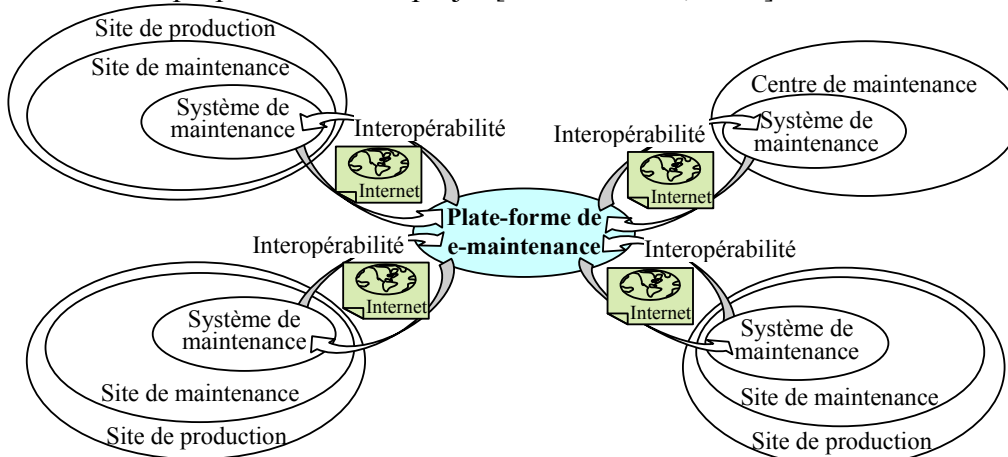 Site de production
Site de maintenance
Système de
maintenance
Interopérabilité
Internet
Centre de maintenance
Système de
maintenance
Interopérabilité
Internet
Plate-forme de
e-maintenance
Interopérabilité
Internet
Système de
maintenance
Site de maintenance
Site de production
Interopérabilité
Internet
Système de
maintenance
Site de maintenance
Site de production